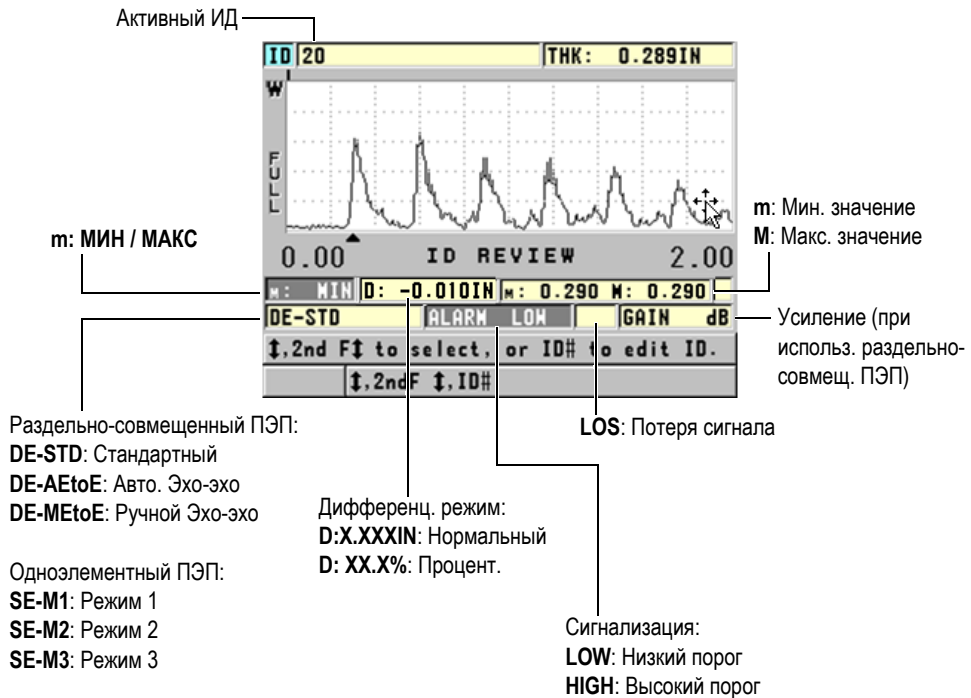 Активный ИД
ID 20 THK: 0.289IN
W
FULL
0.00 ID REVIEW 2.00
м: MIN D: -0.010IN м: 0.290 M: 0.290
DE-STD ALARM LOW GAIN dB
↕,2nd F↕ to select, or ID# to edit ID.
↕,2ndF ↕,ID#
m: МИН / МАКС
m: Мин. значение
M: Макс. значение
Усиление (при
использ. раздельно-
совмещ. ПЭП)
LOS: Потеря сигнала
Раздельно-совмещенный ПЭП:
DE-STD: Стандартный
DE-AEtoE: Авто. Эхо-эхо
DE-MEtoE: Ручной Эхо-эхо
Одноэлементный ПЭП:
SE-M1: Режим 1
SE-M2: Режим 2
SE-M3: Режим 3
Дифференц. режим:
D:X.XXXIN: Нормальный
D: XX.X%: Процент.
Сигнализация:
LOW: Низкий порог
HIGH: Высокий порог